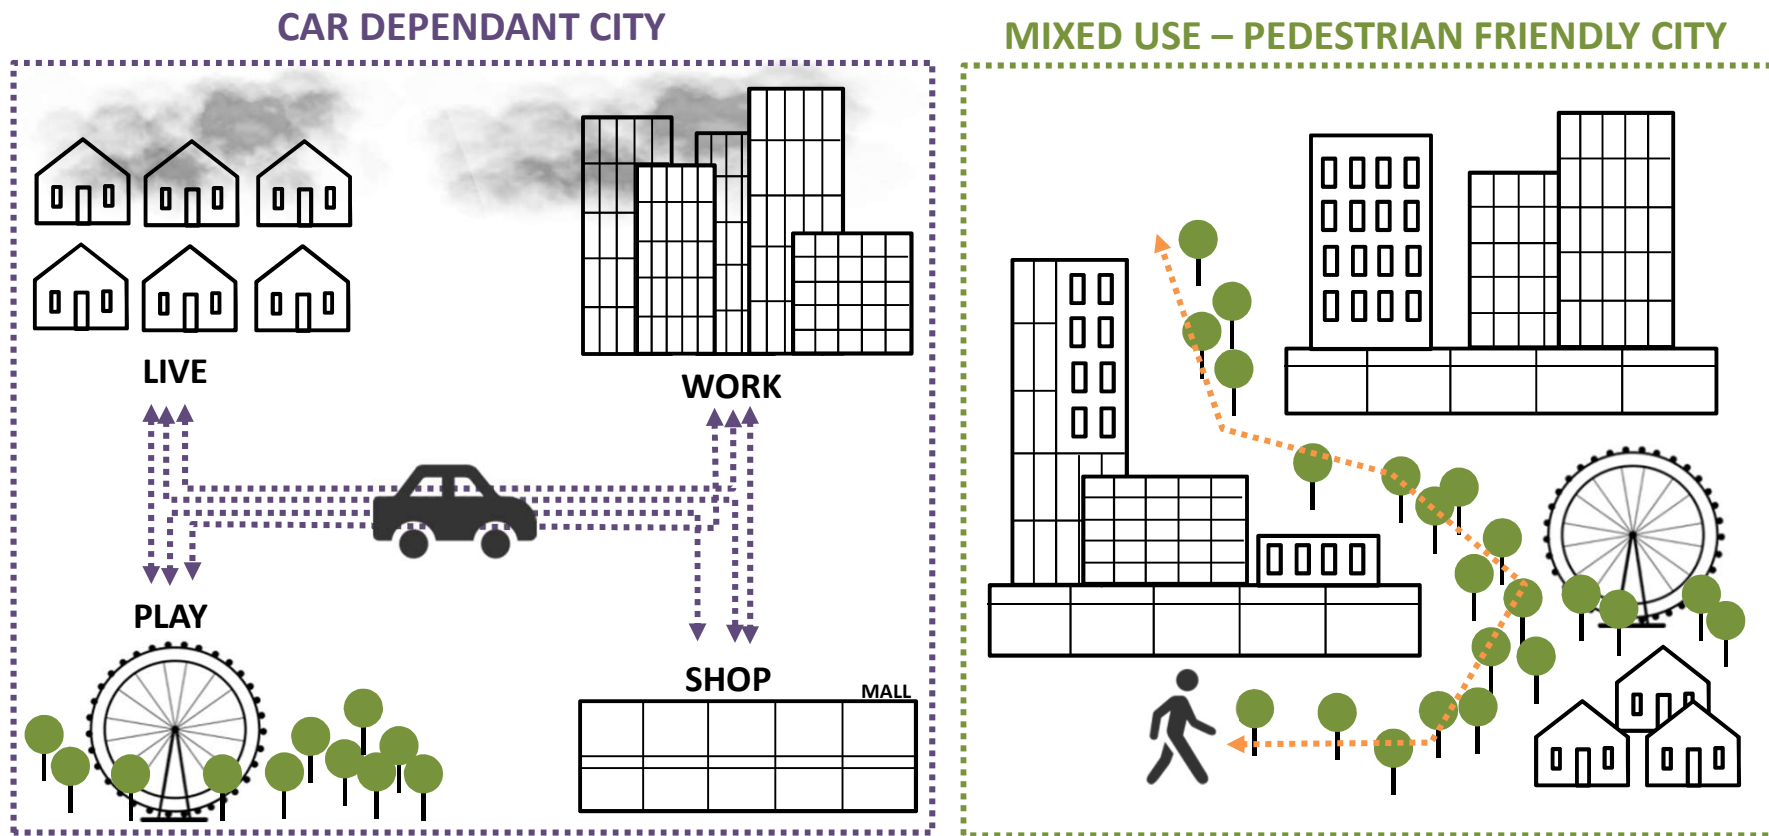 CAR DEPENDANT CITY
MIXED USE – PEDESTRIAN FRIENDLY CITY
LIVE
WORK
PLAY
SHOP
MALL